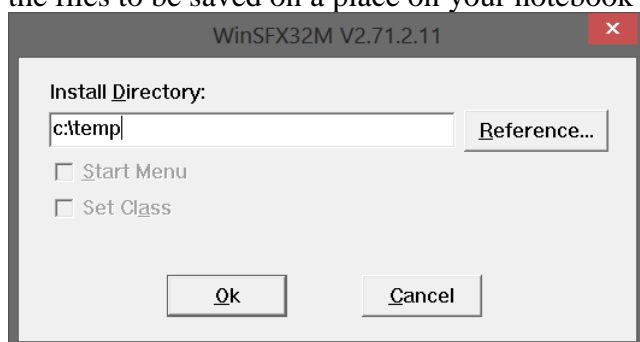 the files to be saved on a place on your notebook
WinSFX32M V2.71.2.11
Install Directory:
c:\temp
Reference...
Start Menu
Set Class
Ok
Cancel